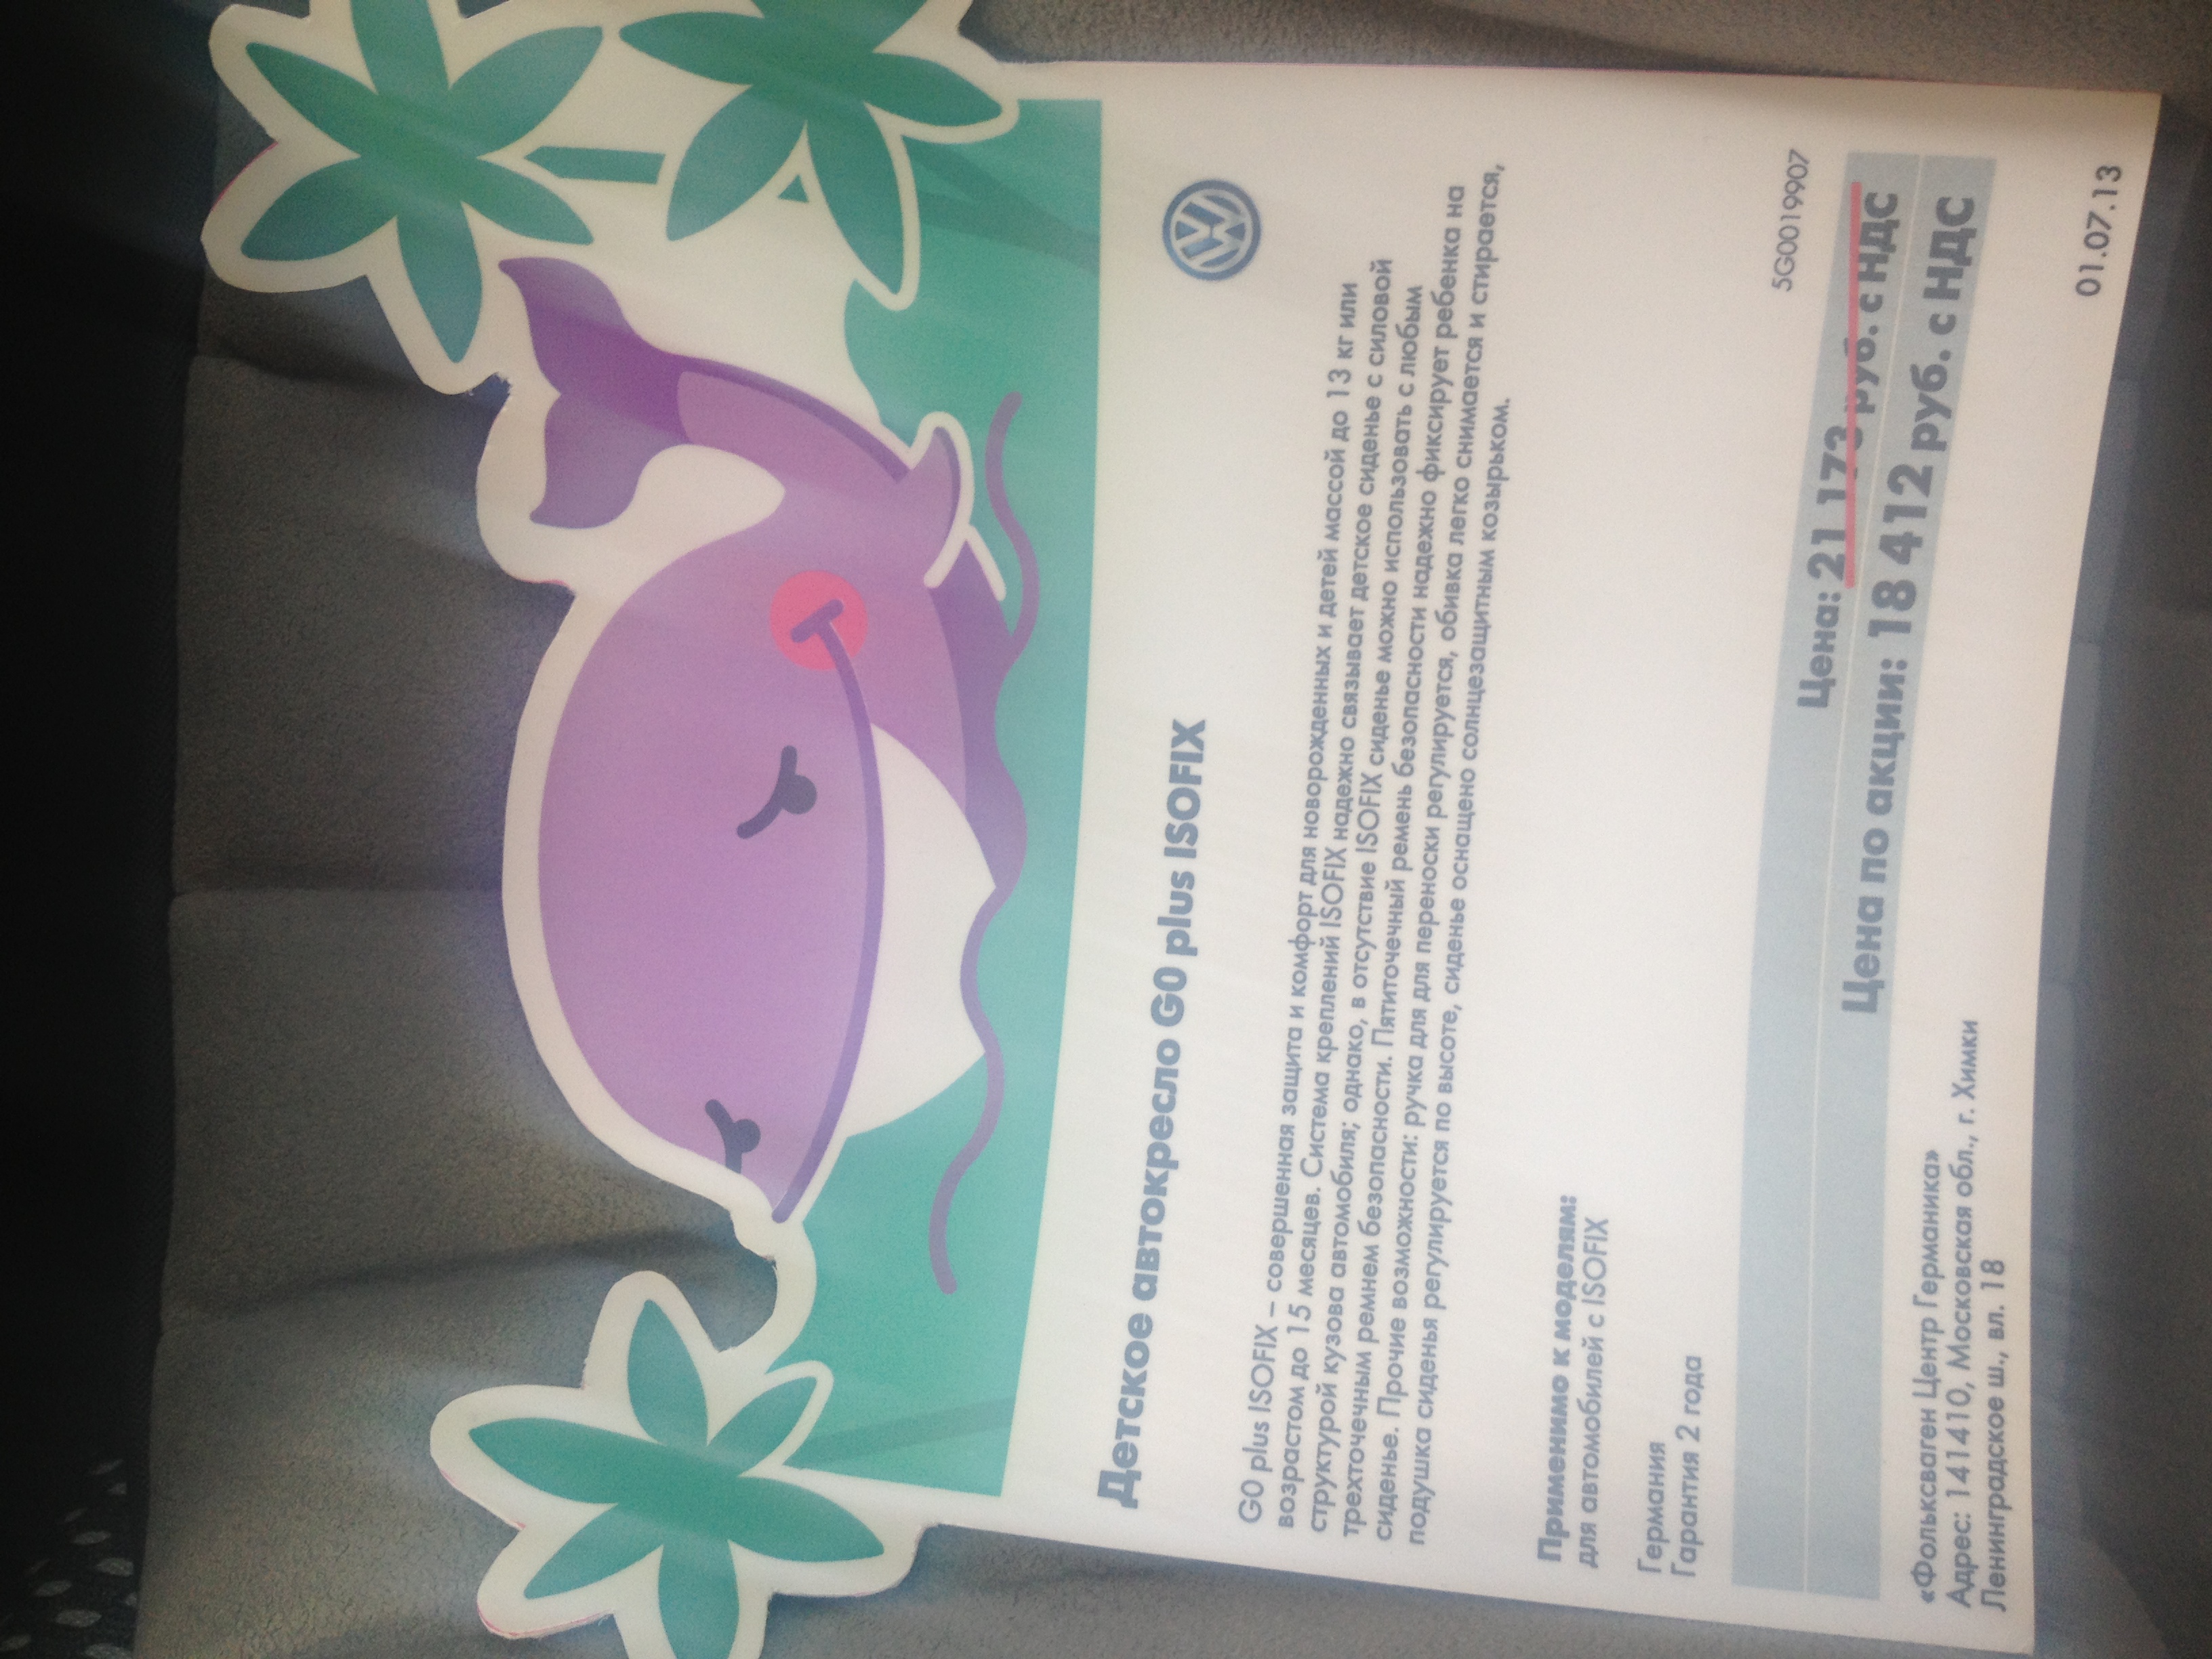 Детское автокресло G0 plus ISOFIX
G0 plus ISOFIX – совершенная защита и комфорт для новорожденных и детей массой до 13 кг или
возрастом до 15 месяцев. Система креплений ISOFIX надежно связывает детское сиденье с силовой
структурой кузова автомобиля; однако, в отсутствие ISOFIX сиденье можно использовать с любым
трехточечным ремнем безопасности. Пятиточечный ремень безопасности надежно фиксирует ребенка на
сиденье. Прочие возможности: ручка для для переноски регулируется, обивка легко снимается и стирается,
подушка сиденья регулируется по высоте, сиденье оснащено солнцезащитным козырьком.
Применимо к моделям:
для автомобилей с ISOFIX
Германия
Гарантия 2 года
5G0019907
Цена: 21 173 руб. с НДС
Цена по акции: 18 412 руб. с НДС
«Фольксваген Центр Германика»
Адрес: 141410, Московская обл., г. Химки
Ленинградское ш., вл. 18
01.07.13